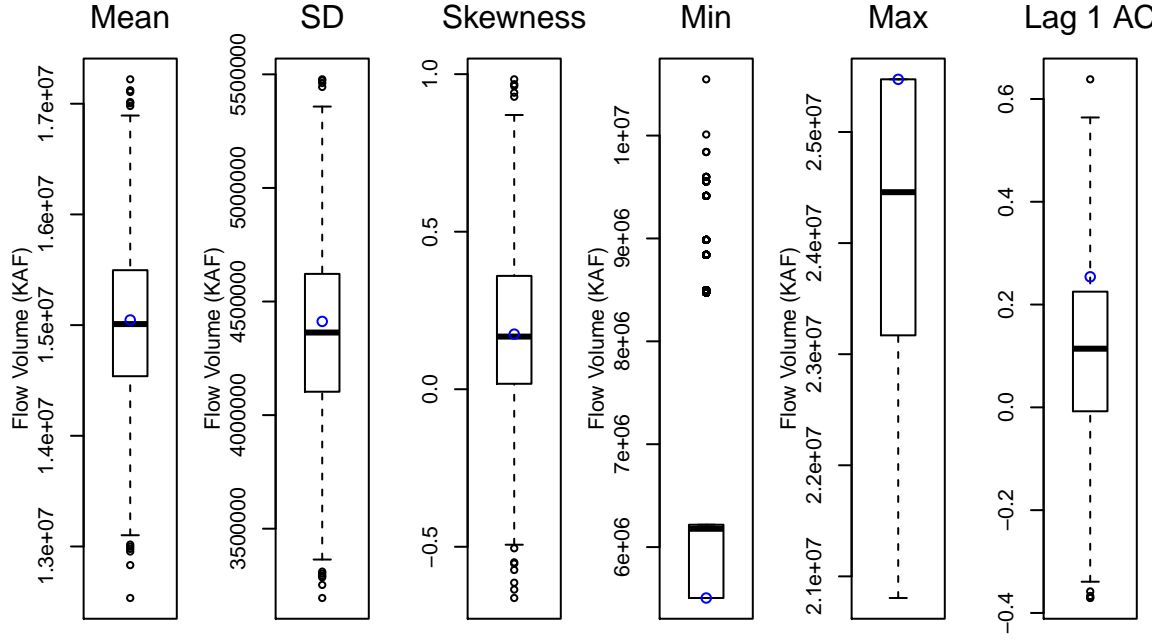 Mean
SD
Skewness
Min
Max
Lag 1 AC
Flow Volume (KAF)
1.3e+07
1.4e+07
1.5e+07
1.6e+07
1.7e+07
Flow Volume (KAF)
3500000
4000000
4500000
5000000
5500000
−0.5
0.0
0.5
1.0
Flow Volume (KAF)
6e+06
7e+06
8e+06
9e+06
1e+07
Flow Volume (KAF)
2.1e+07
2.2e+07
2.3e+07
2.4e+07
2.5e+07
−0.4
−0.2
0.0
0.2
0.4
0.6